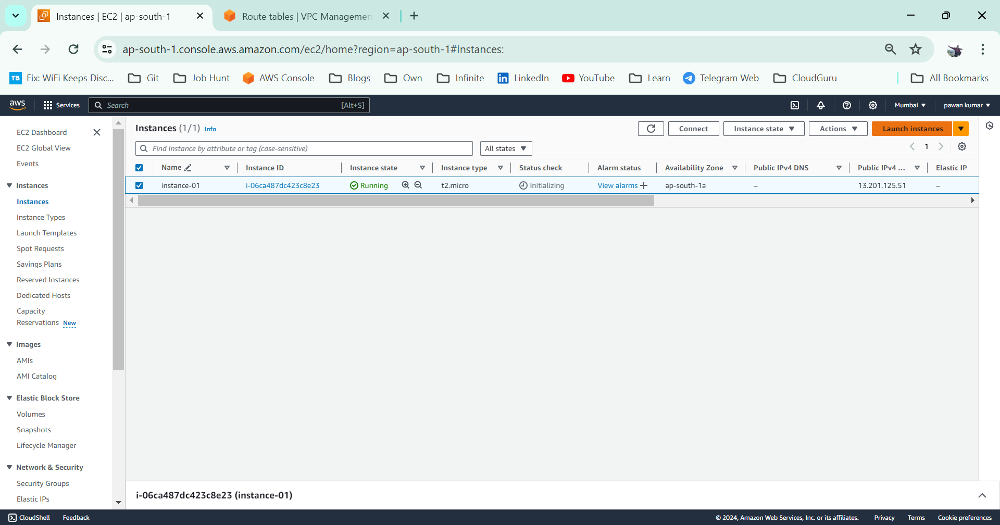 Instances | EC2 | ap-south-1
Route tables | VPC Managemen
ap-south-1.console.aws.amazon.com/ec2/home?region=ap-south-1#Instances:
TB Fix: WiFi Keeps Disc... Git Job Hunt AWS Console Blogs Own Infinite LinkedIn YouTube Learn Telegram Web CloudGuru All Bookmarks
aws Services Search [Alt+S] Mumbai pawan kumar
EC2 Dashboard
EC2 Global View
Events
Instances
Instances
Instance Types
Launch Templates
Spot Requests
Savings Plans
Reserved Instances
Dedicated Hosts
Capacity
Reservations New
Images
AMIs
AMI Catalog
Elastic Block Store
Volumes
Snapshots
Lifecycle Manager
Network & Security
Security Groups
Elastic IPs
Instances (1/1) Info
Connect Instance state Actions Launch instances
Find Instance by attribute or tag (case-sensitive) All states 1
Name Instance ID Instance state Instance type Status check Alarm status Availability Zone Public IPv4 DNS Public IPv4 ... Elastic IP
instance-01 i-06ca487dc423c8e23 Running t2.micro Initializing View alarms + ap-south-1a – 13.201.125.51 –
i-06ca487dc423c8e23 (instance-01)
CloudShell Feedback © 2024, Amazon Web Services, Inc. or its affiliates. Privacy Terms Cookie preferences